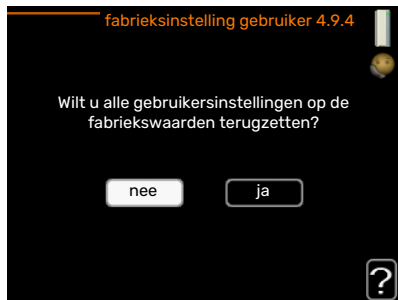 fabrieksinstelling gebruiker 4.9.4
Wilt u alle gebruikersinstellingen op de
fabriekswaarden terugzetten?
nee
ja
?